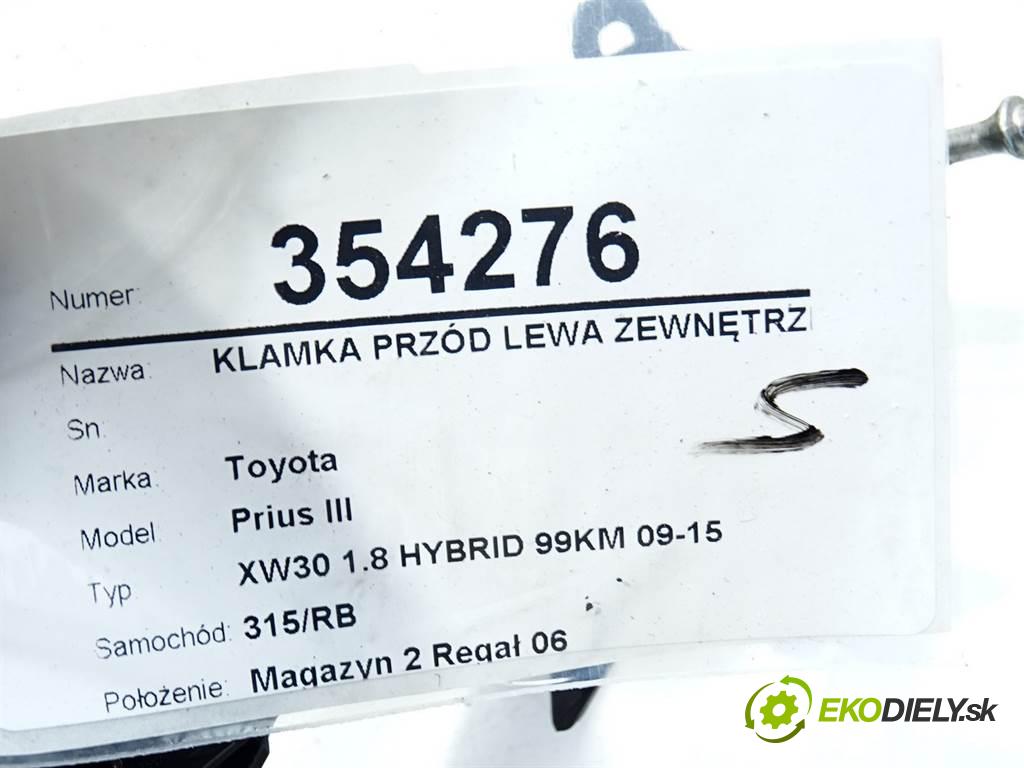 Numer: 354276
Nazwa: KLAMKA PRZÓD LEWA ZEWNĘTRZ
Sn:
S
Marka: Toyota
Model: Prius III
Typ: XW30 1.8 HYBRID 99KM 09-15
Samochód: 315/RB
Położenie: Magazyn 2 Regał 06
EKODIELY.sk